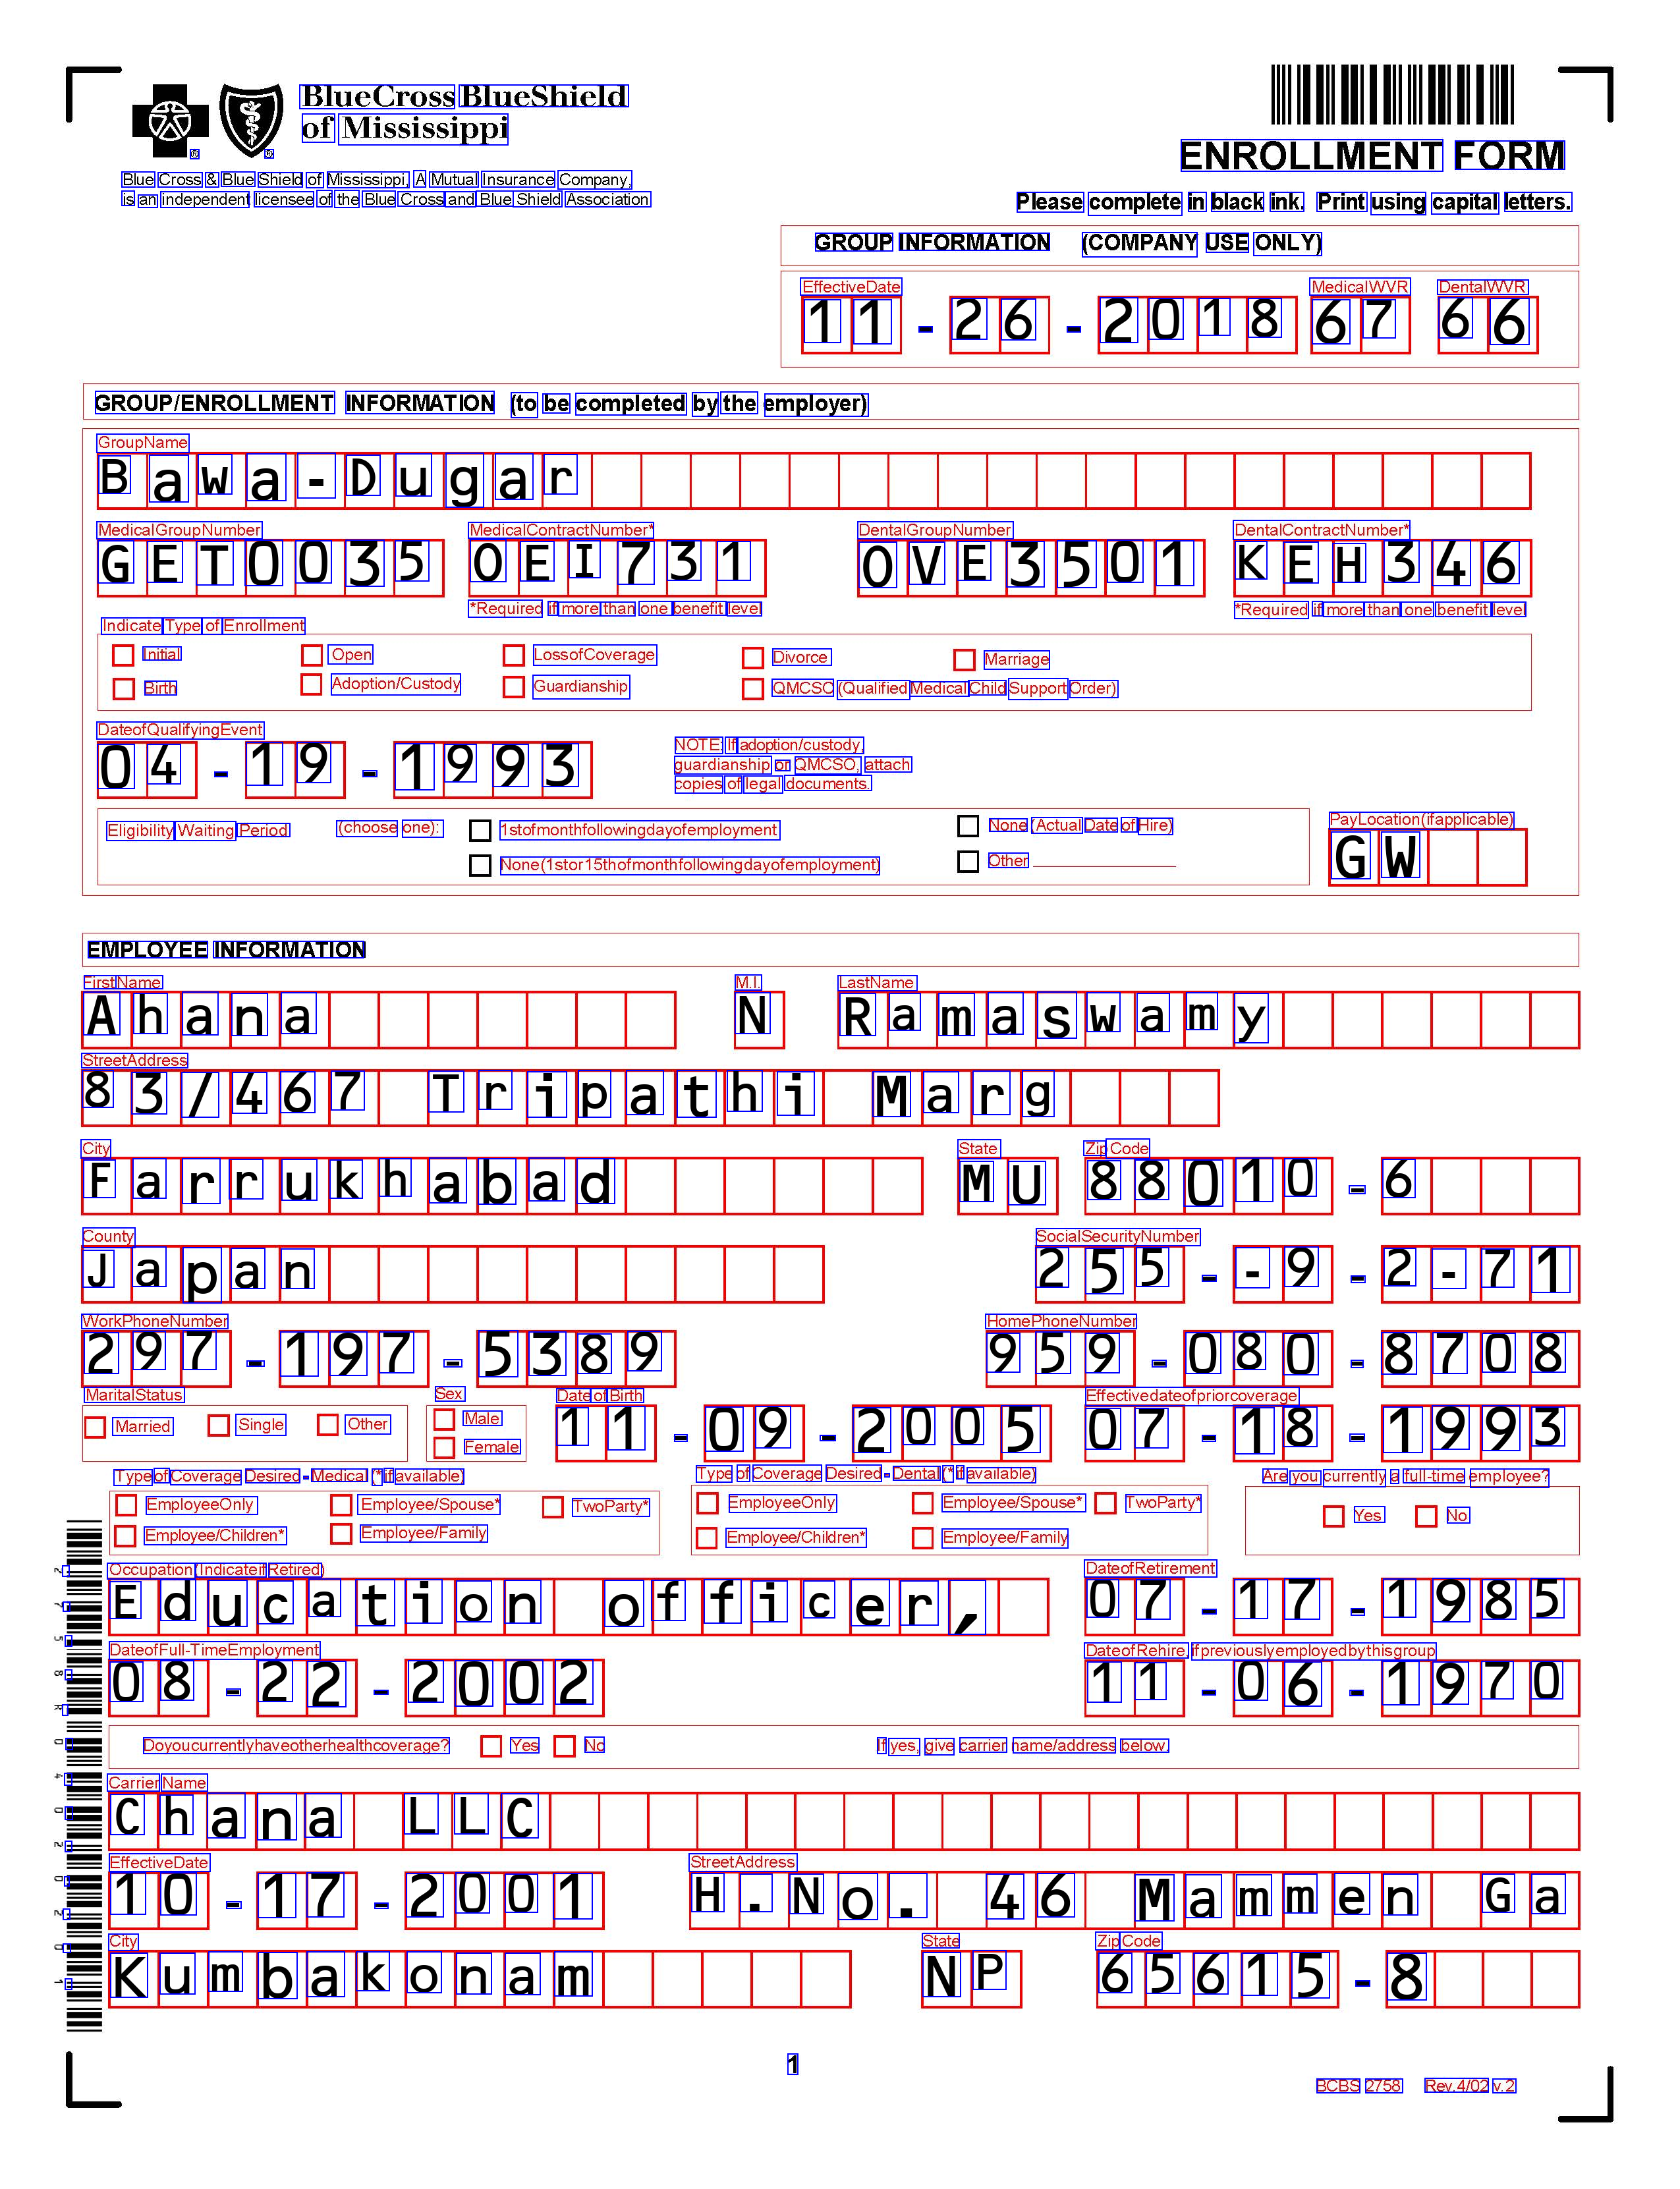 BlueCross BlueShield
of Mississippi
® ®
Blue Cross & Blue Shield of Mississippi, A Mutual Insurance Company,
is an independent licensee of the Blue Cross and Blue Shield Association
ENROLLMENT FORM
Please complete in black ink. Print using capital letters.
GROUP INFORMATION (COMPANY USE ONLY)
EffectiveDate MedicalWVR DentalWVR
11-26-2018 67 66
GROUP/ENROLLMENT INFORMATION (to be completed by the employer)
GroupName
Bawa-Dugar
MedicalGroupNumber MedicalContractNumber* DentalGroupNumber DentalContractNumber*
GET0035 OEI731 OVE3501 KEH346
*Required if more than one benefit level *Required if more than one benefit level
Indicate Type of Enrollment
Initial Open LossofCoverage Divorce Marriage
Birth Adoption/Custody Guardianship QMCSO (Qualified Medical Child Support Order)
DateofQualifyingEvent
04-19-1993
NOTE: If adoption/custody,
guardianship or QMCSO, attach
copies of legal documents.
Eligibility Waiting Period (choose one): 1stofmonthfollowingdayofemployment None (Actual Date of Hire)
None(1stor15thofmonthfollowingdayofemployment) Other
PayLocation(ifapplicable)
GW
EMPLOYEE INFORMATION
FirstName M.I. LastName
Ahana N Ramaswamy
StreetAddress
83/467 Tripathi Marg
City State Zip Code
Farrukhabad MU 88010-6
County SocialSecurityNumber
Japan 255--9-2-71
WorkPhoneNumber HomePhoneNumber
297-197-5389 959-080-8708
MaritalStatus Sex Date of Birth Effectivedateofpriorcoverage
Married Single Other Male Female 11-09-2005 07-18-1993
Type of Coverage Desired - Medical (* if available) Type of Coverage Desired - Dental (* if available) Are you currently a full-time employee?
EmployeeOnly Employee/Spouse* TwoParty* EmployeeOnly Employee/Spouse* TwoParty* Yes No
Employee/Children* Employee/Family Employee/Children* Employee/Family
Occupation (IndicateifRetired) DateofRetirement
Education officer, 07-17-1985
DateofFull-TimeEmployment DateofRehire, ifpreviouslyemployedbythisgroup
08-22-2002 11-06-1970
Doyoucurrentlyhaveotherhealthcoverage? Yes No If yes, give carrier name/address below.
Carrier Name
Chana LLC
EffectiveDate StreetAddress
10-17-2001 H.No. 46 Mammen Ga
City State Zip Code
Kumbakonam NP 65615-8
1
BCBS 2758 Rev.4/02 v.2